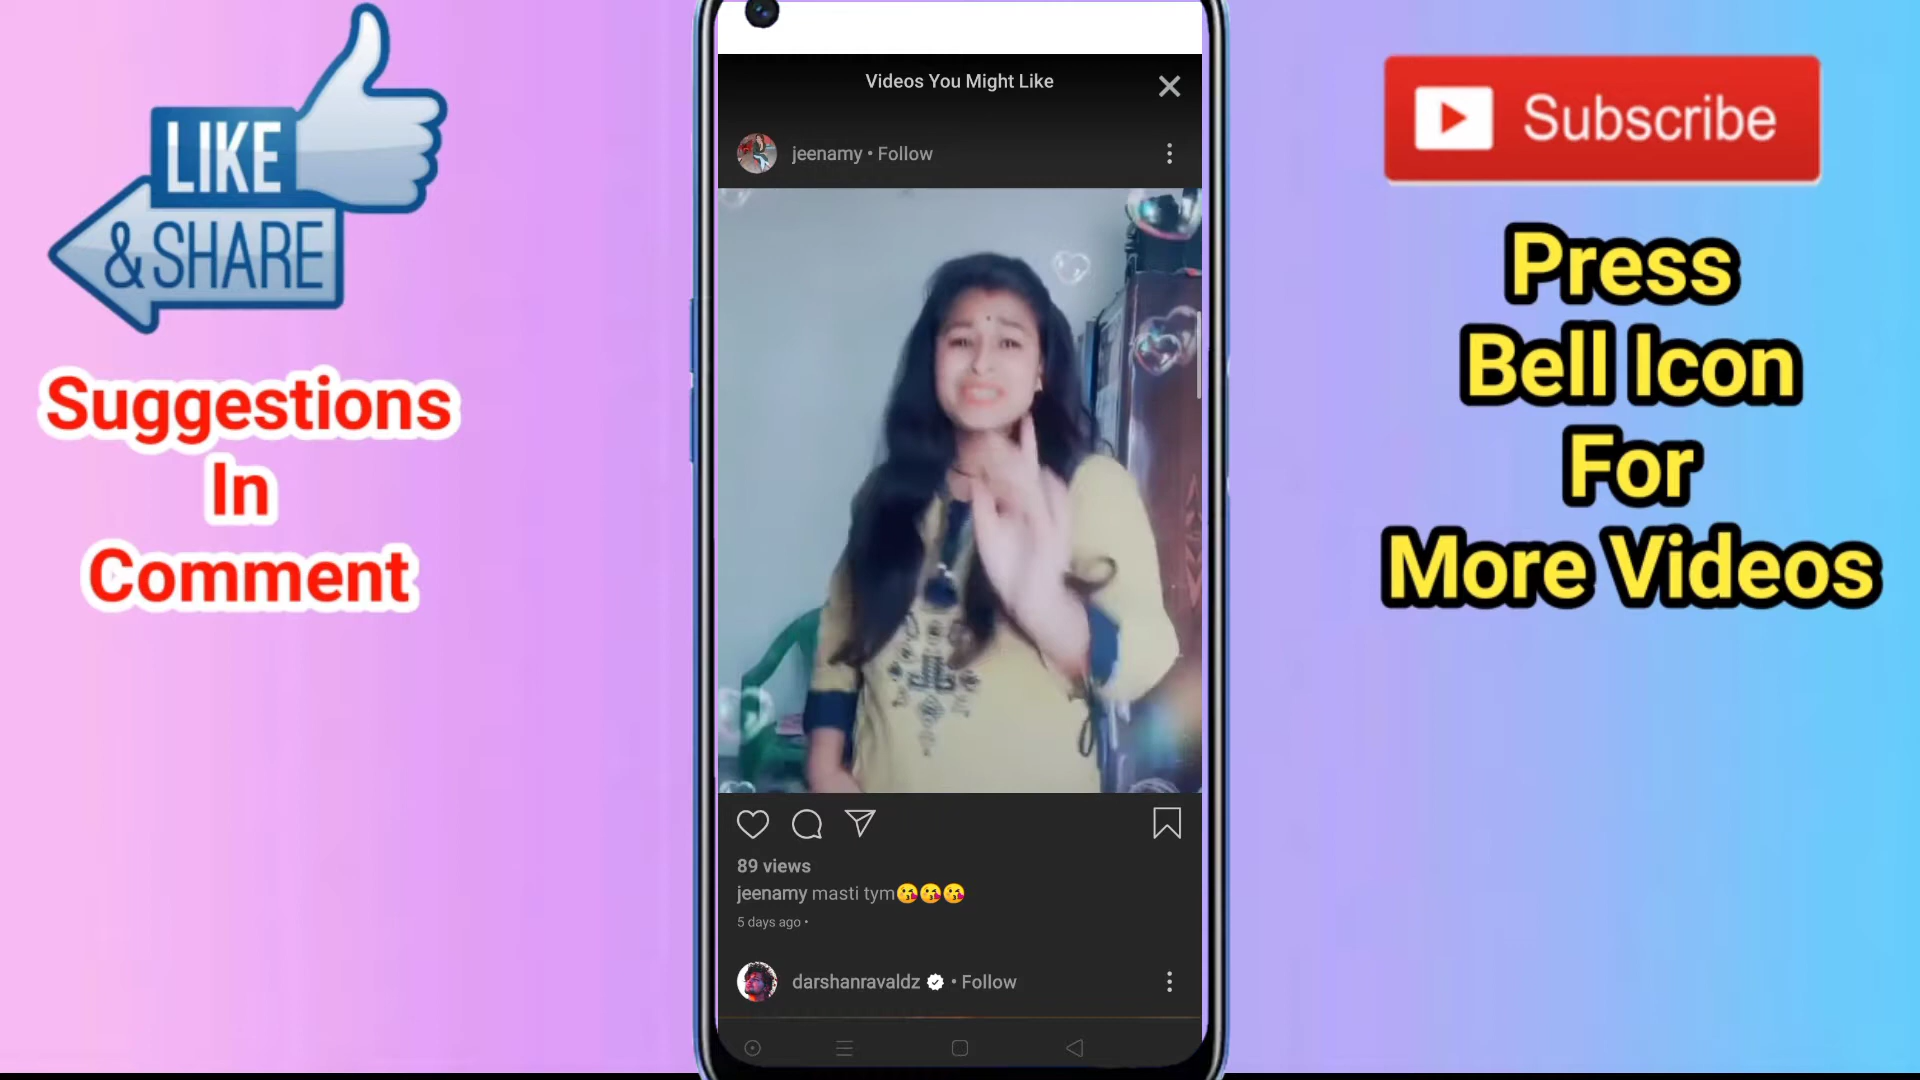 LIKE
& SHARE
Suggestions
In
Comment
Videos You Might Like
jeenamy • Follow
89 views
jeenamy masti tym😘😘😘
5 days ago •
darshanravaldz • Follow
Subscribe
Press
Bell Icon
For
More Videos